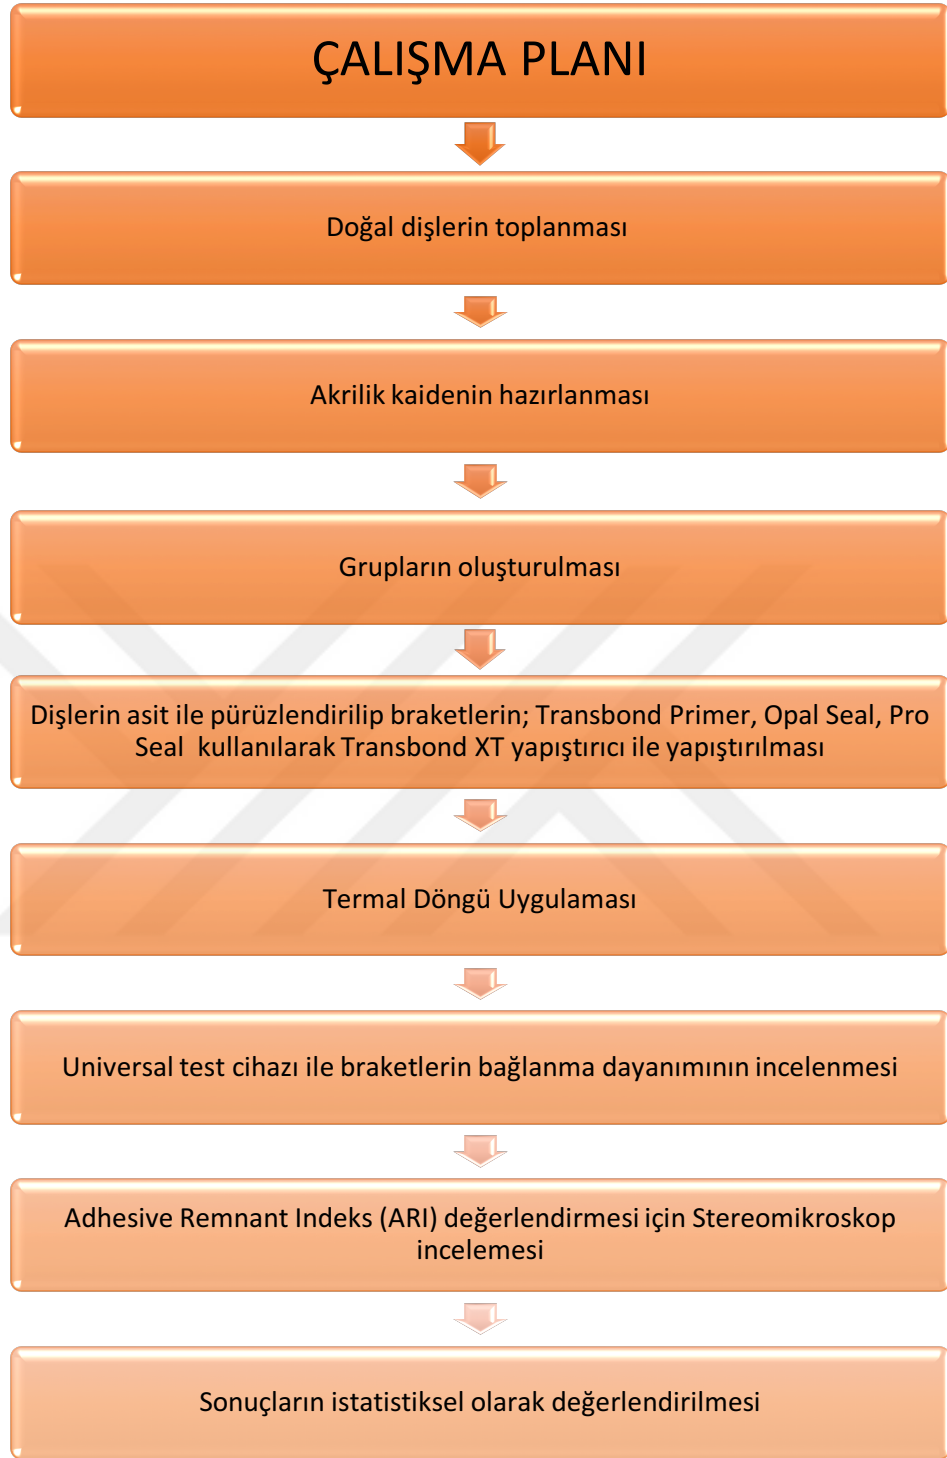 ÇALIŞMA PLANI
Doğal dişlerin toplanması
Akrilik kaidenin hazırlanması
Grupların oluşturulması
Dişlerin asit ile pürüzlendirilip braketlerin; Transbond Primer, Opal Seal, Pro
Seal kullanılarak Transbond XT yapıştırıcı ile yapıştırılması
Termal Döngü Uygulaması
Universal test cihazı ile braketlerin bağlanma dayanımının incelenmesi
Adhesive Remnant Indeks (ARI) değerlendirmesi için Stereomikroskop
incelemesi
Sonuçların istatistiksel olarak değerlendirilmesi